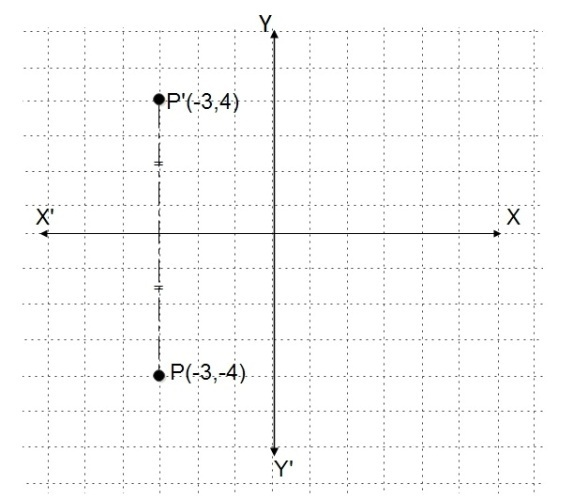 Y
P'(-3,4)
X'
X
P(-3,-4)
Y'